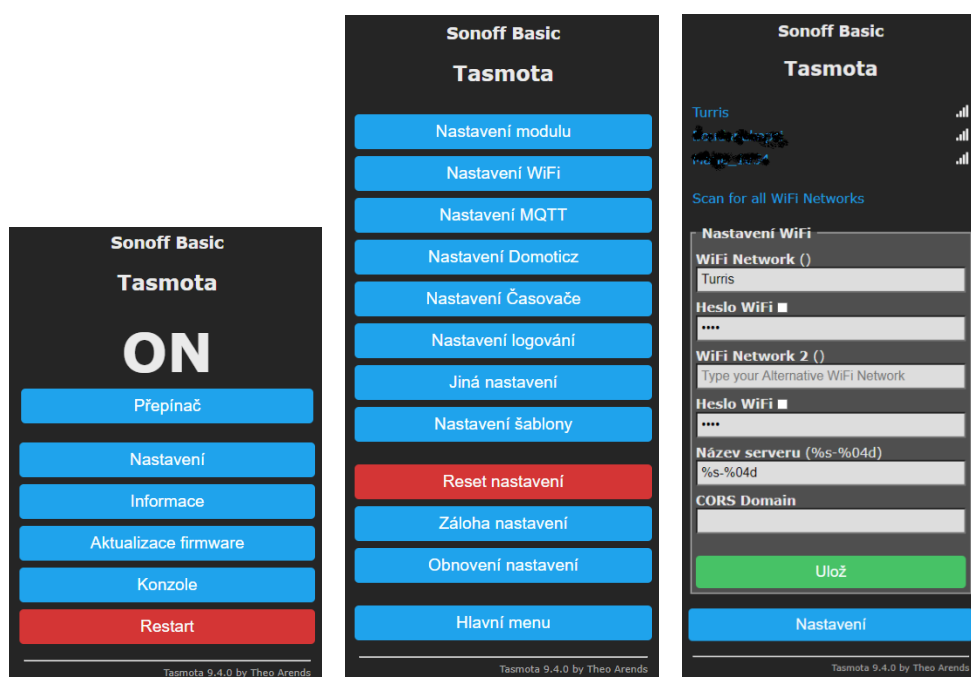 Sonoff Basic
Tasmota
ON
Přepínač
Nastavení
Informace
Aktualizace firmware
Konzole
Restart
Tasmota 9.4.0 by Theo Arends
Sonoff Basic
Tasmota
Nastavení modulu
Nastavení WiFi
Nastavení MQTT
Nastavení Domoticz
Nastavení Časovače
Nastavení logování
Jiná nastavení
Nastavení šablony
Reset nastavení
Záloha nastavení
Obnovení nastavení
Hlavní menu
Tasmota 9.4.0 by Theo Arends
Sonoff Basic
Tasmota
Turris
Scan for all WiFi Networks
Nastavení WiFi
WiFi Network ()
Turris
Heslo WiFi
••••
WiFi Network 2 ()
Type your Alternative WiFi Network
Heslo WiFi
••••
Název serveru (%s-%04d)
%s-%04d
CORS Domain
Ulož
Nastavení
Tasmota 9.4.0 by Theo Arends